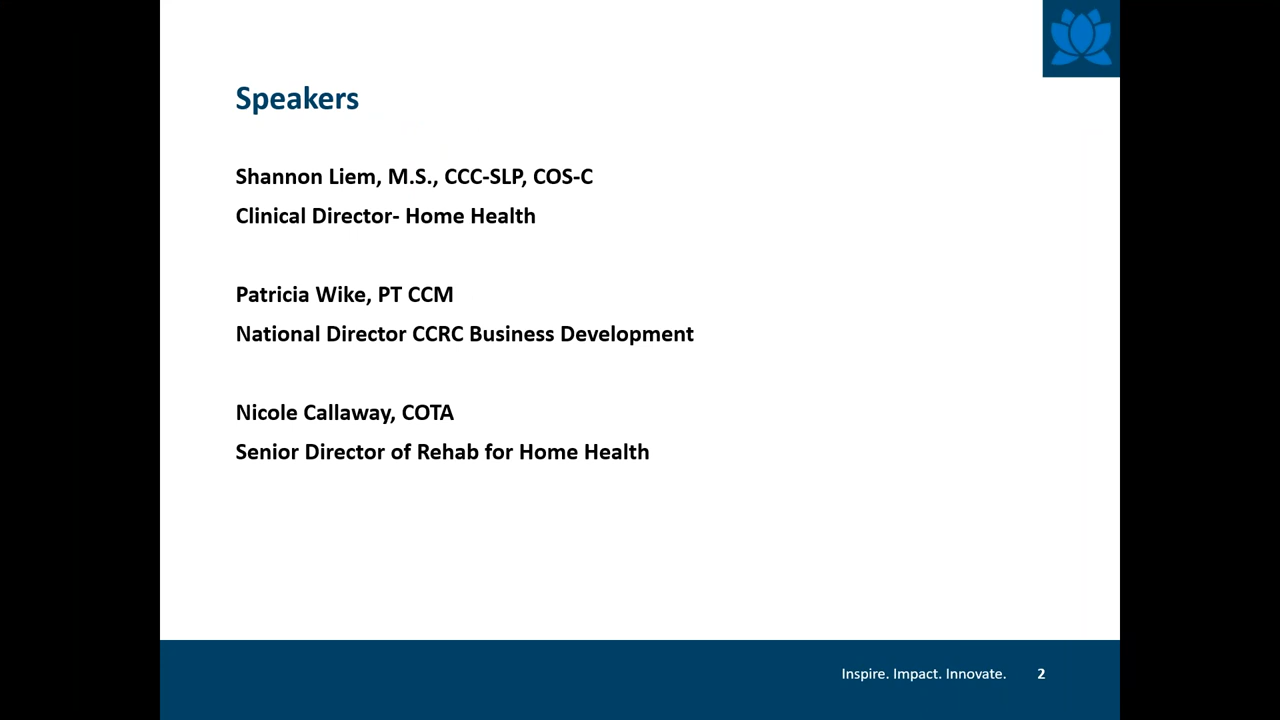 Speakers
Shannon Liem, M.S., CCC-SLP, COS-C
Clinical Director- Home Health
Patricia Wike, PT CCM
National Director CCRC Business Development
Nicole Callaway, COTA
Senior Director of Rehab for Home Health
Inspire. Impact. Innovate. 2